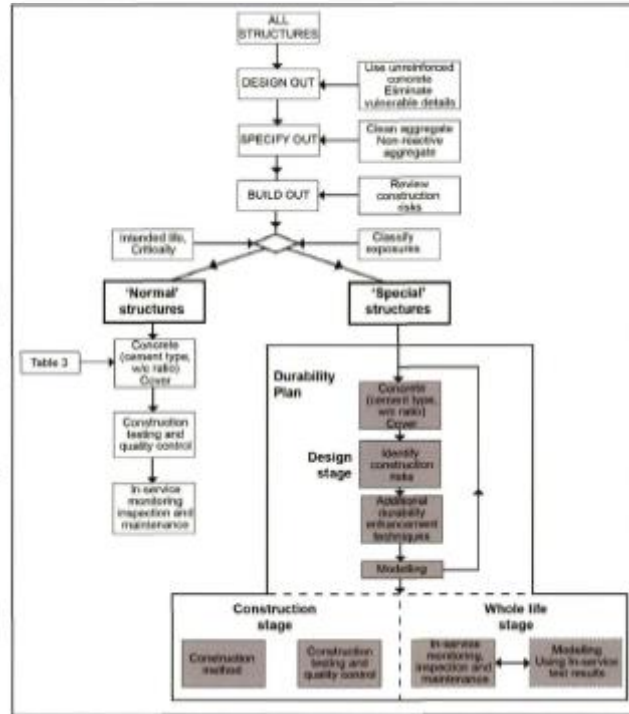 ALL
STRUCTURES
DESIGN OUT
Use unreinforced
concrete
Eliminate
vulnerable details
SPECIFY OUT
Clean aggregate
Non-reactive
aggregate
BUILD OUT
Review
construction
risks
Intended life,
Critically
Classify
exposures
'Normal'
structures
'Special'
structures
Table 3
Concrete
(cement type,
w/c ratio)
Cover
Construction
testing and
quality control
In-service
monitoring
inspection and
maintenance
Durability
Plan
Concrete
(cement type,
w/c ratio)
Cover
Design
stage
Identify
construction
risks
Additional
durability
enhancement
techniques
Modelling
Construction
stage
Whole life
stage
Construction
method
Construction
testing and
quality control
In-service
monitoring,
inspection and
maintenance
Modelling
Using In-service
test results